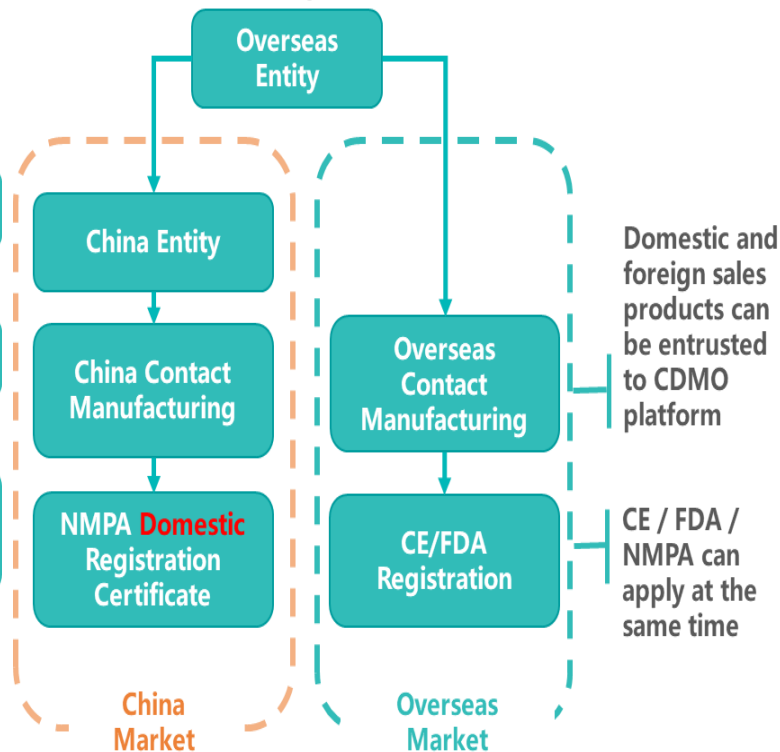 Overseas
Entity
China Entity
China Contact
Manufacturing
NMPA Domestic
Registration
Certificate
China
Market
Overseas
Contact
Manufacturing
CE/FDA
Registration
Overseas
Market
Domestic and
foreign sales
products can
be entrusted
to CDMO
platform
CE / FDA /
NMPA can
apply at the
same time